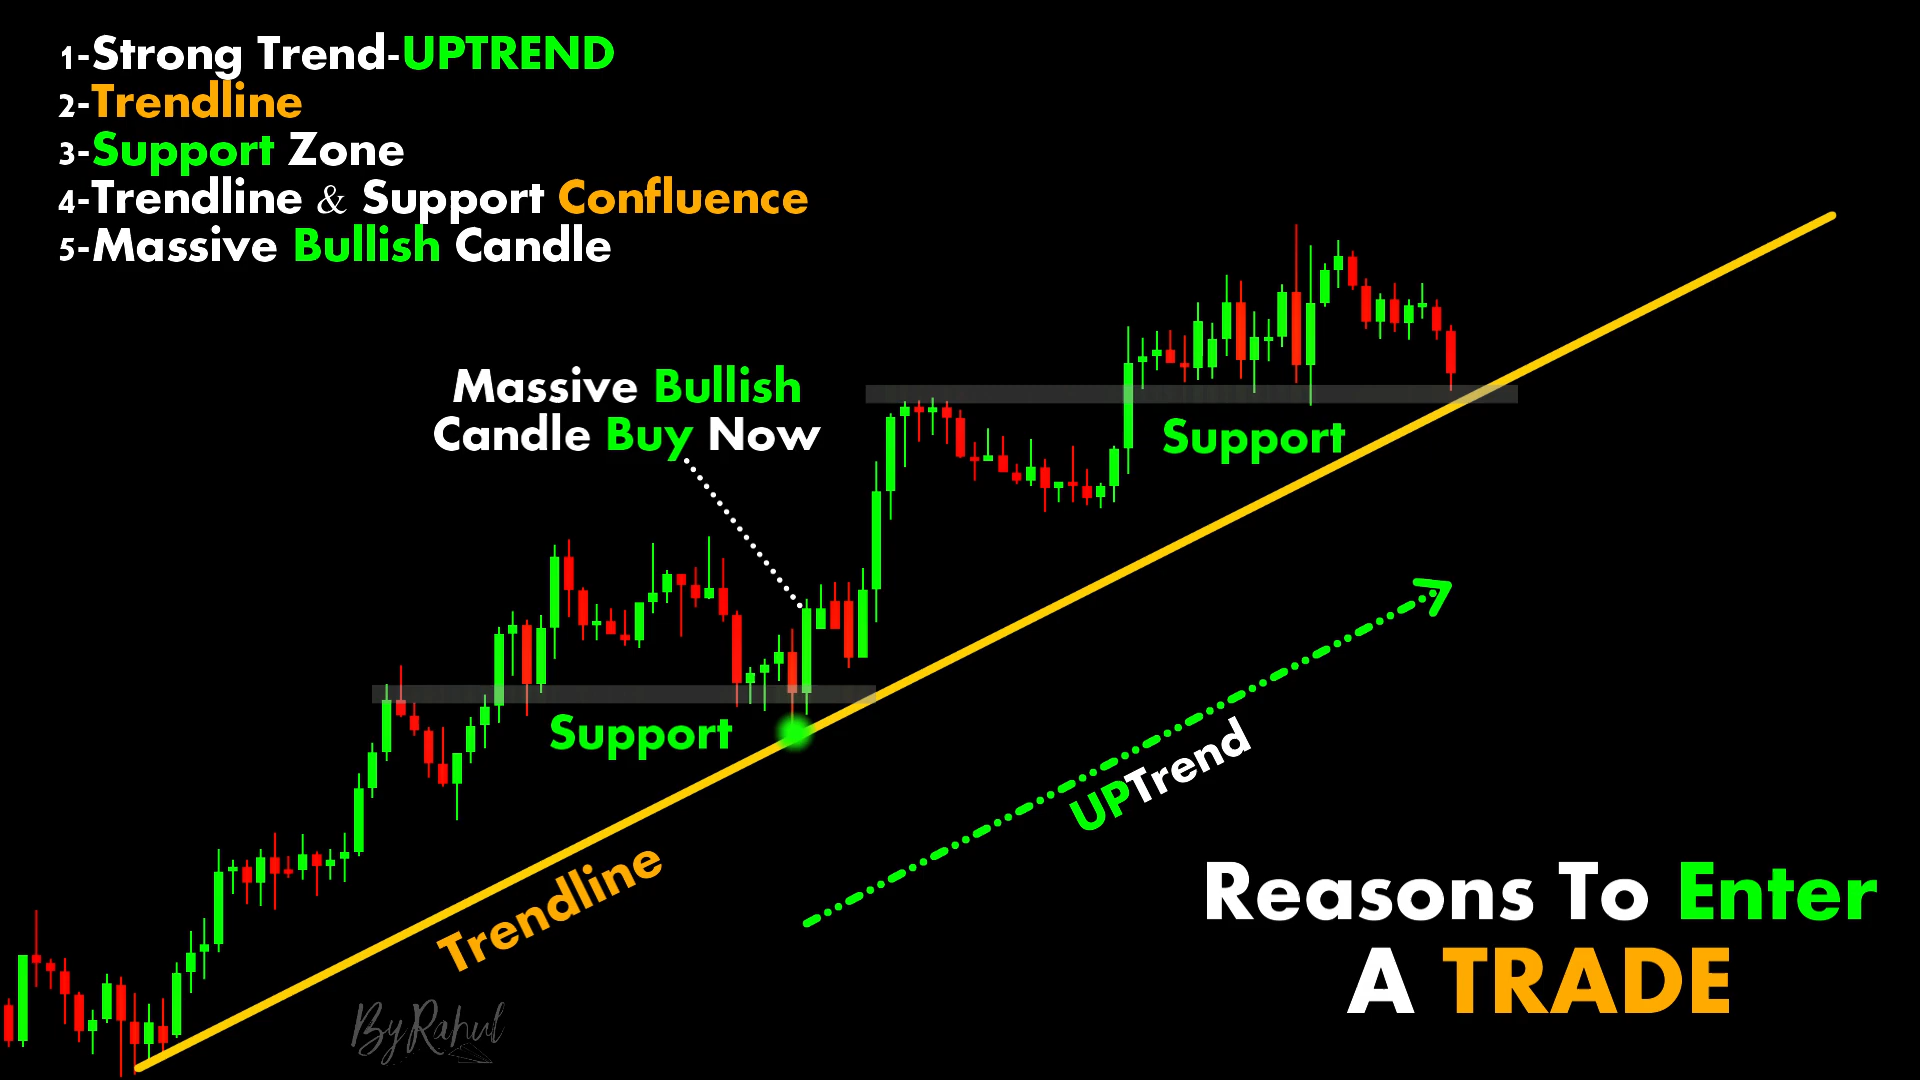 1-Strong Trend-UPTREND
2-Trendline
3-Support Zone
4-Trendline & Support Confluence
5-Massive Bullish Candle
Massive Bullish
Candle Buy Now
Support
Support
Trendline
UPTrend
Reasons To Enter
A TRADE
By Rahul